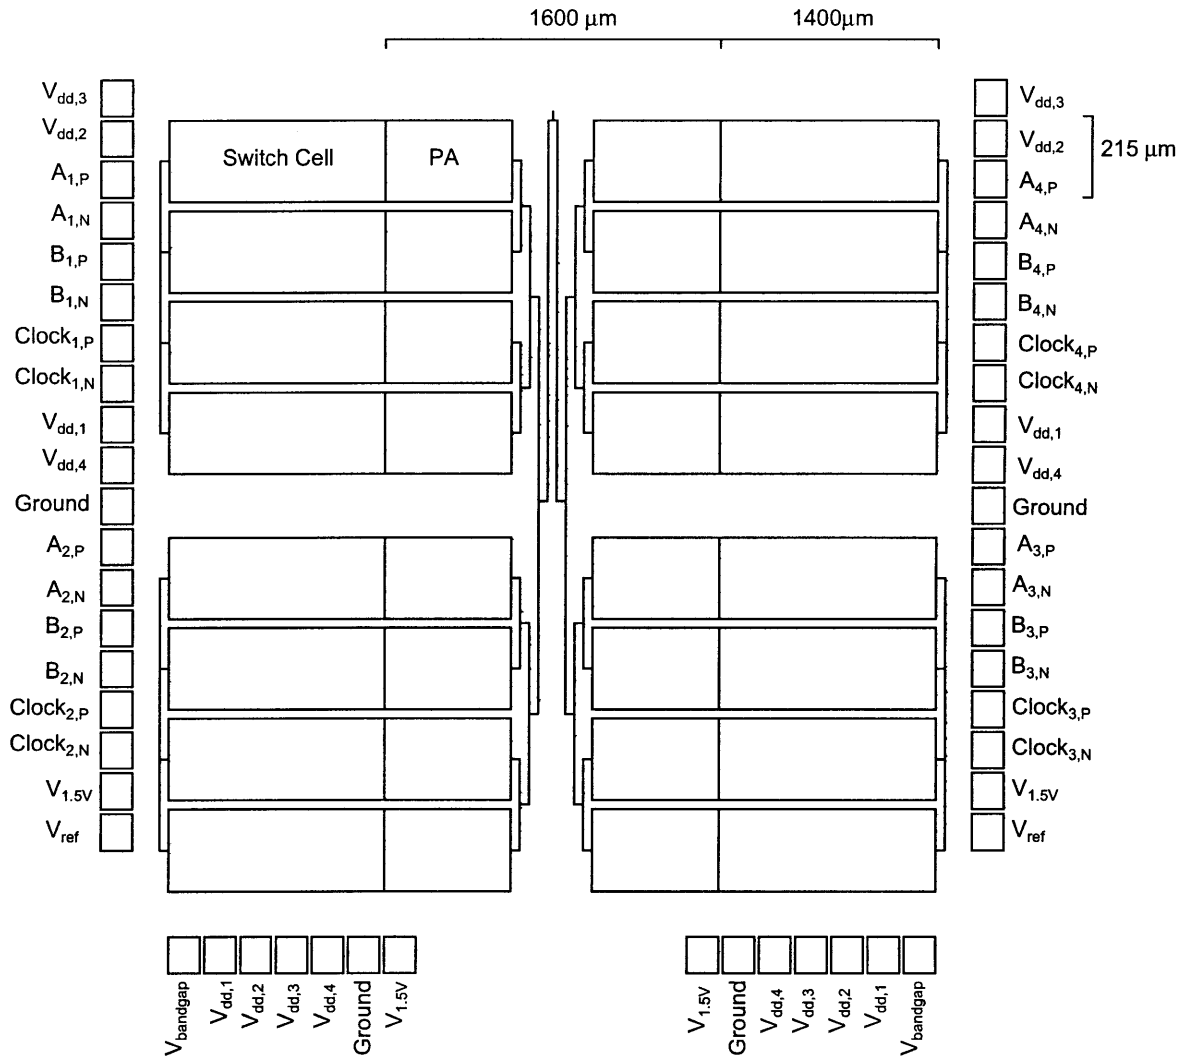 1600 µm 1400µm
V_dd,3
V_dd,2
A_1,P
A_1,N
B_1,P
B_1,N
Clock_1,P
Clock_1,N
V_dd,1
V_dd,4
Ground
A_2,P
A_2,N
B_2,P
B_2,N
Clock_2,P
Clock_2,N
V_1.5V
V_ref
Switch Cell PA
V_dd,3
V_dd,2
A_4,P
215 µm
A_4,N
B_4,P
B_4,N
Clock_4,P
Clock_4,N
V_dd,1
V_dd,4
Ground
A_3,P
A_3,N
B_3,P
B_3,N
Clock_3,P
Clock_3,N
V_1.5V
V_ref
V_bandgap
V_dd,1
V_dd,2
V_dd,3
V_dd,4
Ground
V_1.5V
V_1.5V
Ground
V_dd,4
V_dd,3
V_dd,2
V_dd,1
V_bandgap